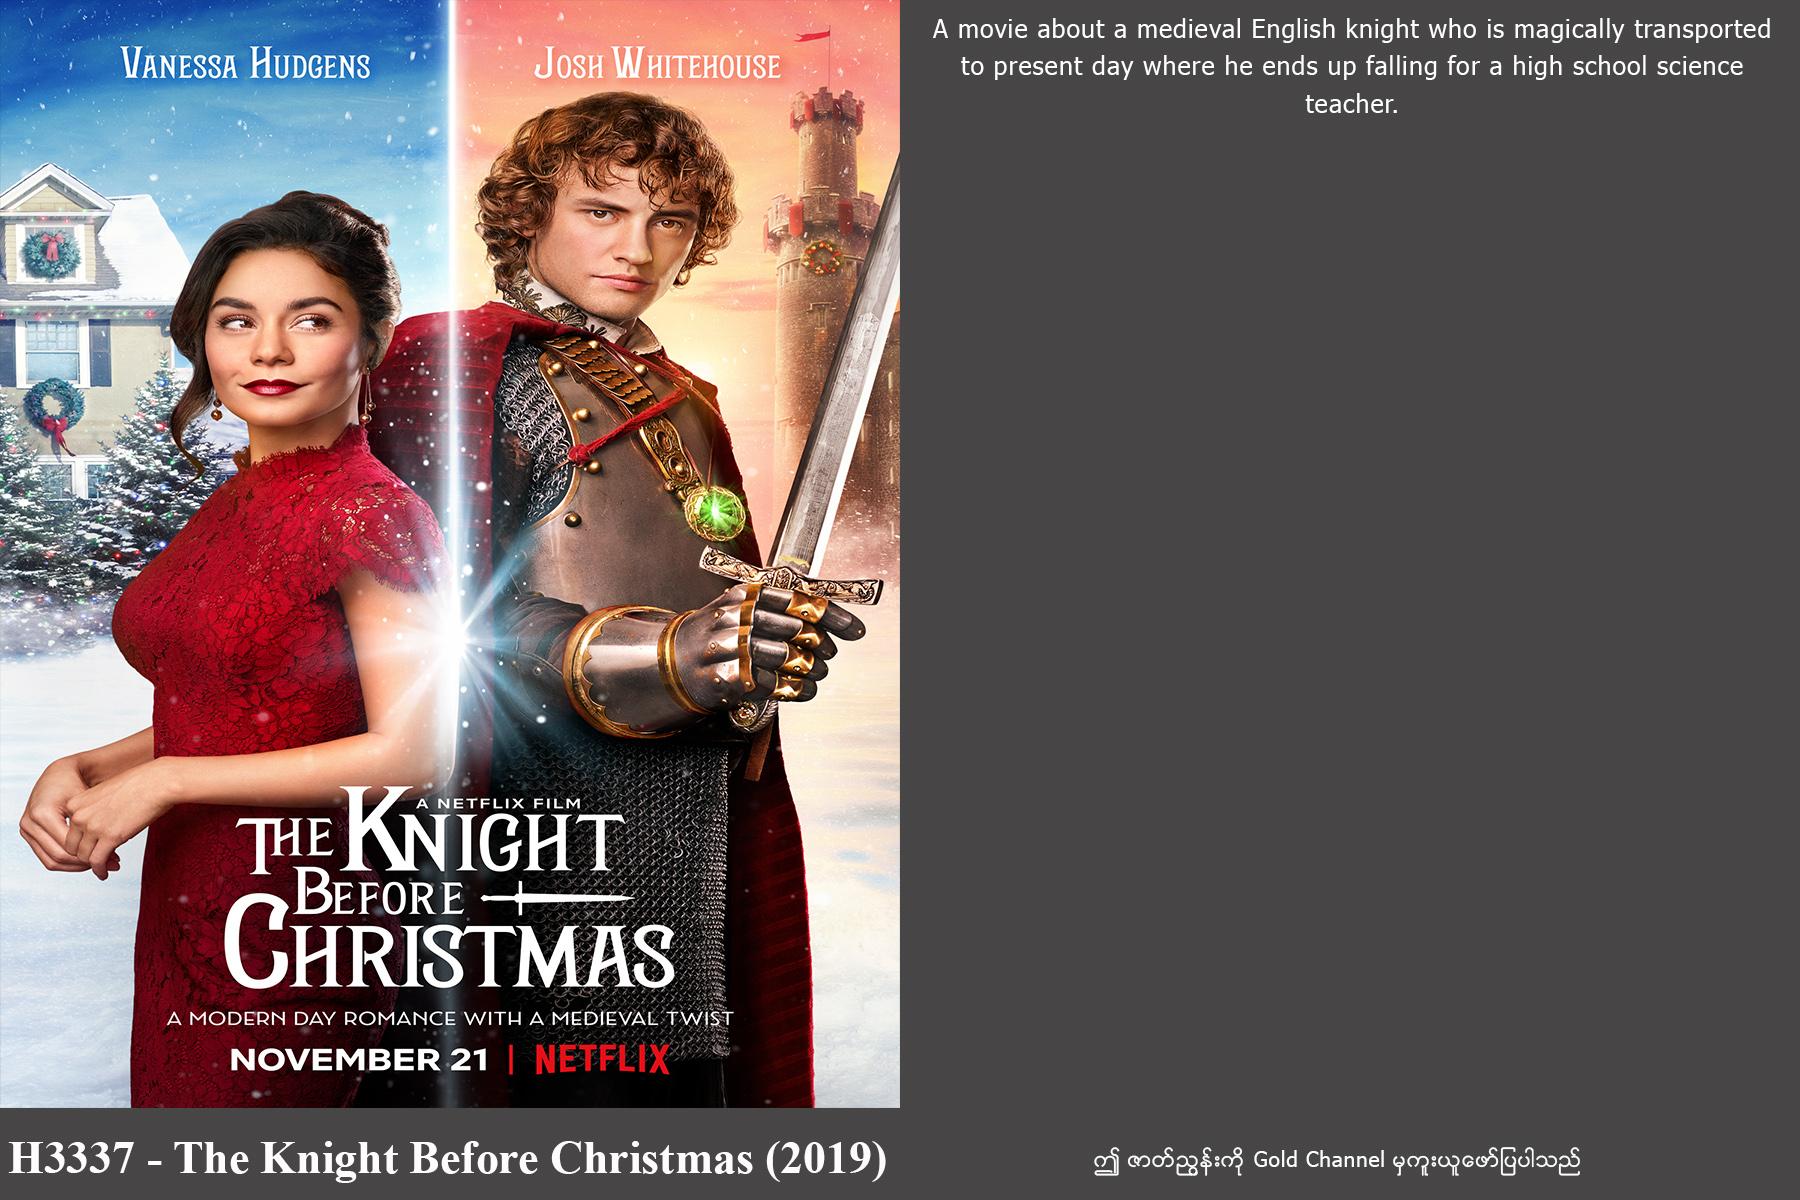 VANESSA HUDGENS
JOSH WHITEHOUSE
A NETFLIX FILM
THE KNIGHT
BEFORE
CHRISTMAS
A MODERN DAY ROMANCE WITH A MEDIEVAL TWIST
NOVEMBER 21 | NETFLIX
H3337 - The Knight Before Christmas (2019)
A movie about a medieval English knight who is magically transported
to present day where he ends up falling for a high school science
teacher.
ဤ ဇာတ်ညွှန်းကို Gold Channel မှကူးယူဖော်ပြပါသည်